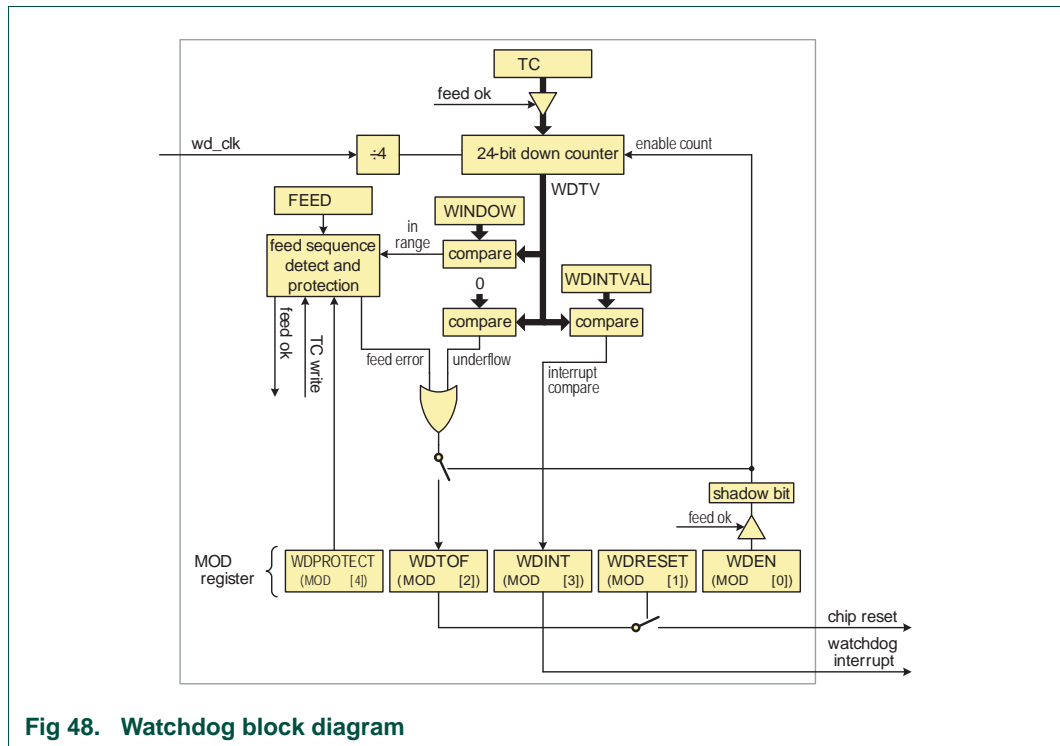 TC
feed ok
wd_clk
÷4
24-bit down counter
enable count
WDTV
FEED
WINDOW
in
range
feed sequence
detect and
protection
compare
WDINTVAL
0
compare
compare
feed ok
TC write
feed error
underflow
interrupt
compare
shadow bit
feed ok
MOD
register
WDPROTECT
(MOD [4])
WDTOF
(MOD [2])
WDINT
(MOD [3])
WDRESET
(MOD [1])
WDEN
(MOD [0])
chip reset
watchdog
interrupt
Fig 48. Watchdog block diagram